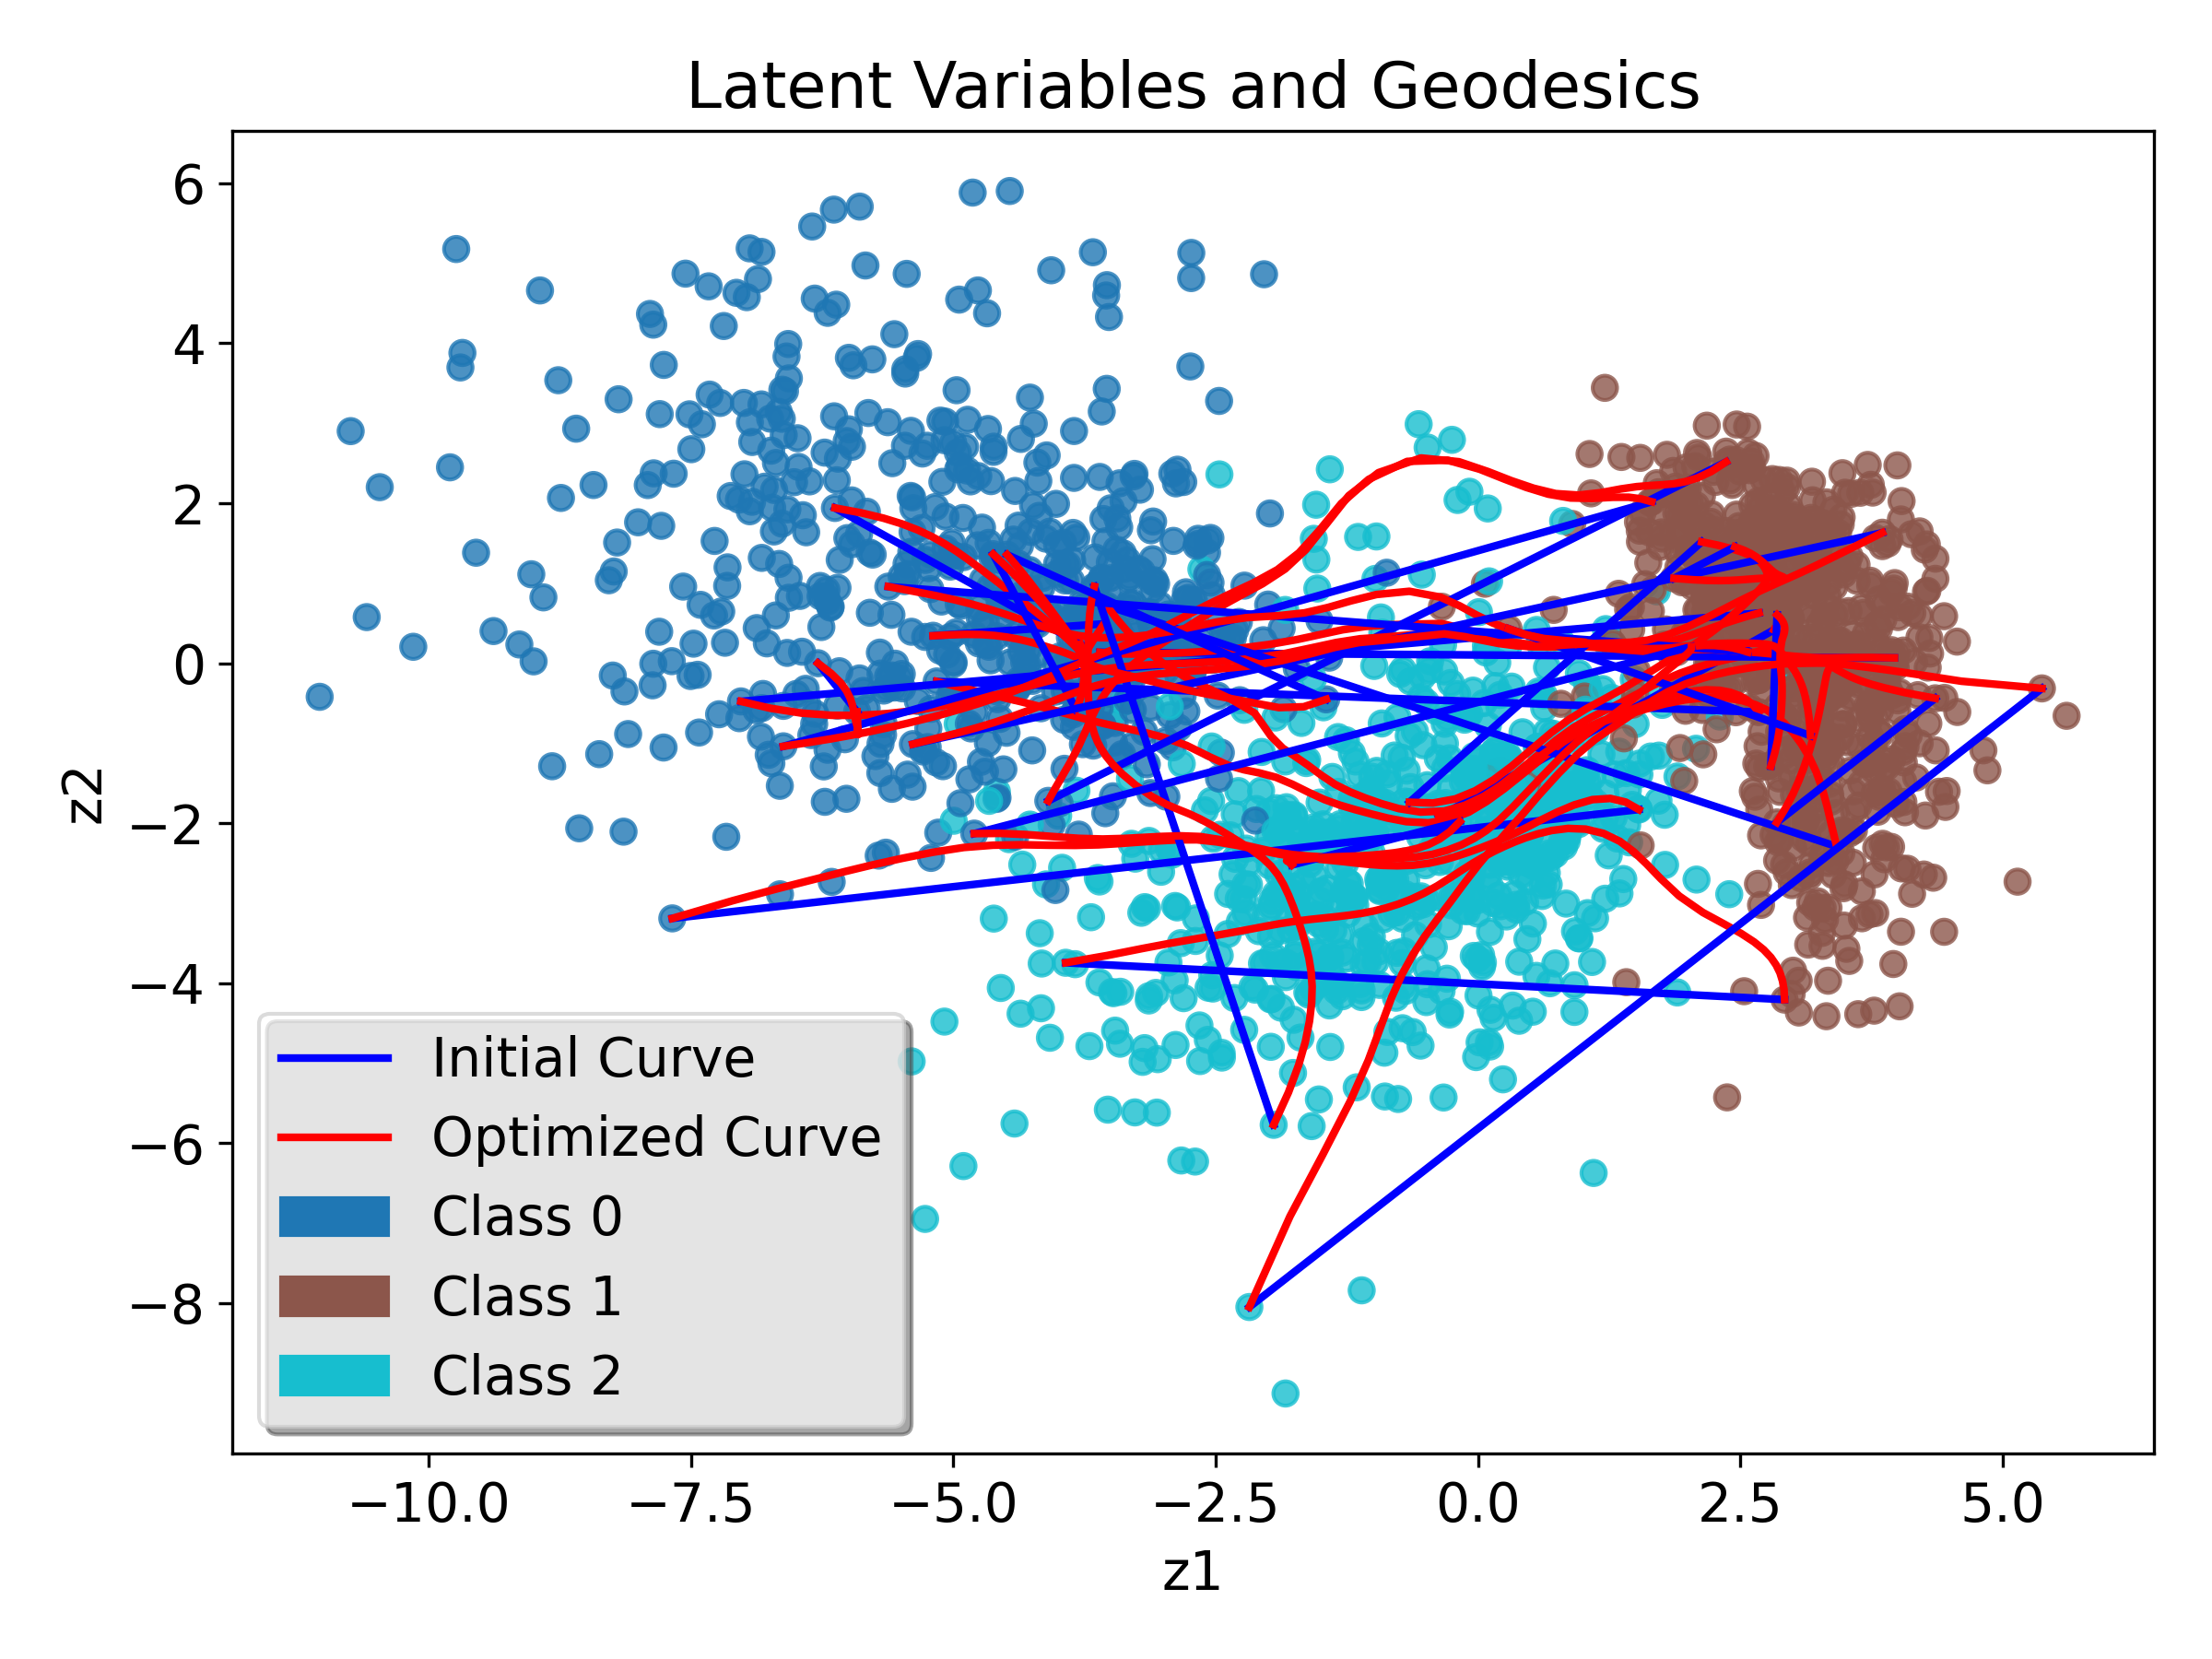 Latent Variables and Geodesics
6
4
2
0
−2
−4
−6
−8
z2
Initial Curve
Optimized Curve
Class 0
Class 1
Class 2
−10.0 −7.5 −5.0 −2.5 0.0 2.5 5.0
z1